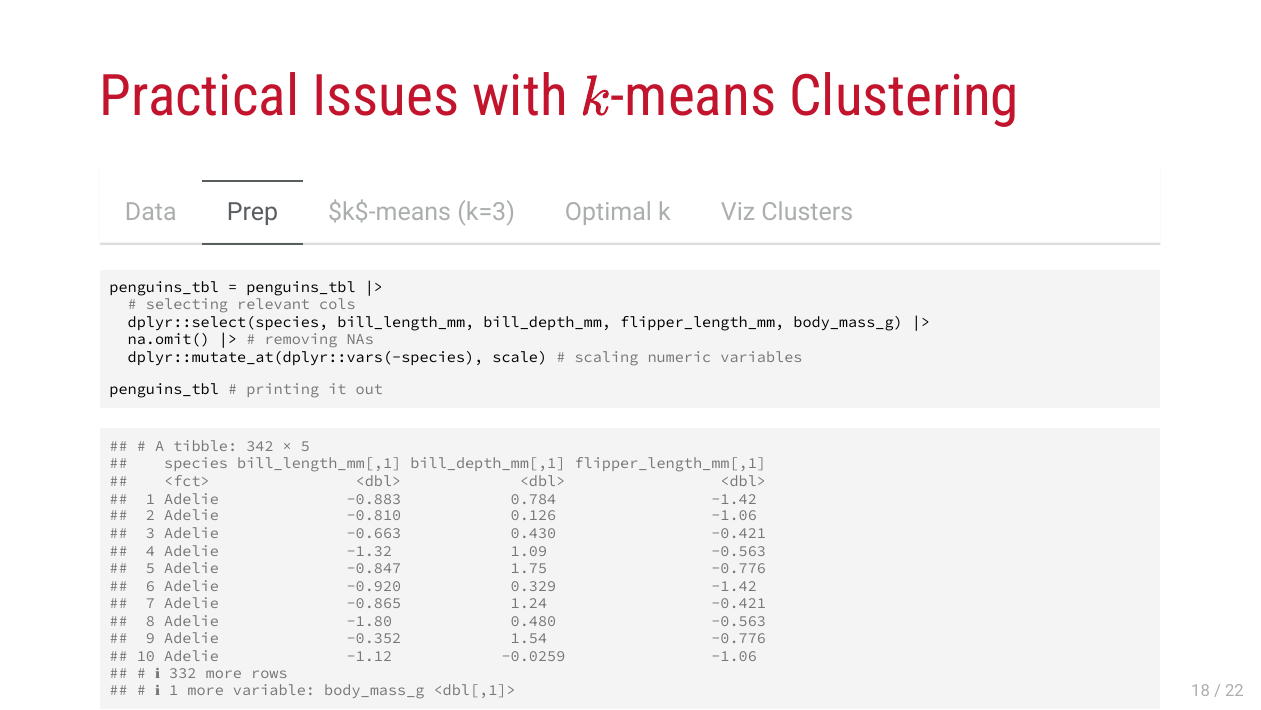 Practical Issues with k-means Clustering
Data Prep $k$-means (k=3) Optimal k Viz Clusters
penguins_tbl = penguins_tbl |>
  # selecting relevant cols
  dplyr::select(species, bill_length_mm, bill_depth_mm, flipper_length_mm, body_mass_g) |>
  na.omit() |> # removing NAs
  dplyr::mutate_at(dplyr::vars(-species), scale) # scaling numeric variables
penguins_tbl # printing it out
## # A tibble: 342 × 5
##    species bill_length_mm[,1] bill_depth_mm[,1] flipper_length_mm[,1]
##    <fct>                <dbl>             <dbl>                 <dbl>
##  1 Adelie              -0.883            0.784                 -1.42
##  2 Adelie              -0.810            0.126                 -1.06
##  3 Adelie              -0.663            0.430                 -0.421
##  4 Adelie              -1.32             1.09                  -0.563
##  5 Adelie              -0.847            1.75                  -0.776
##  6 Adelie              -0.920            0.329                 -1.42
##  7 Adelie              -0.865            1.24                  -0.421
##  8 Adelie              -1.80             0.480                 -0.563
##  9 Adelie              -0.352            1.54                  -0.776
## 10 Adelie              -1.12            -0.0259                -1.06
## # ℹ 332 more rows
## # ℹ 1 more variable: body_mass_g <dbl[,1]>
18 / 22